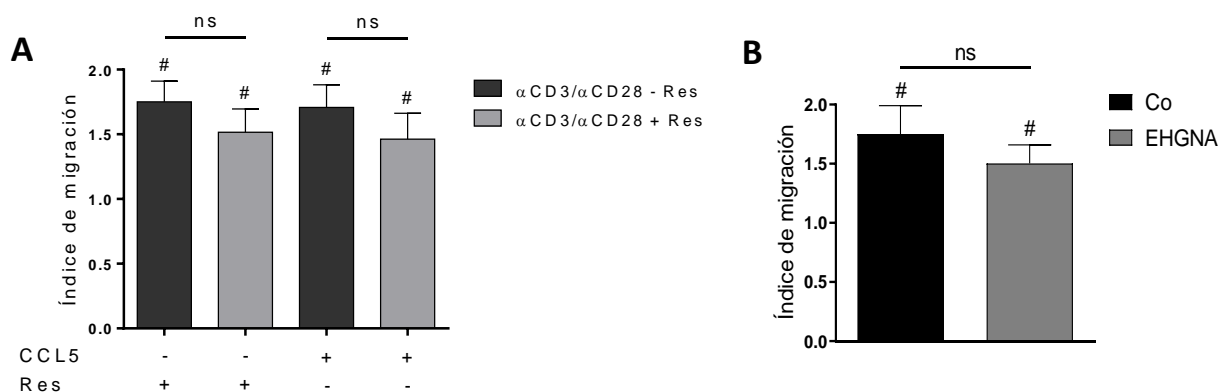 A
ns ns
# # # #
Índice de migración
2.0
1.5
1.0
0.5
0.0
CCL5 - - + +
Res + + - -
αCD3/αCD28 - Res
αCD3/αCD28 + Res
B
ns
# #
Índice de migración
2.0
1.5
1.0
0.5
0.0
Co
EHGNA